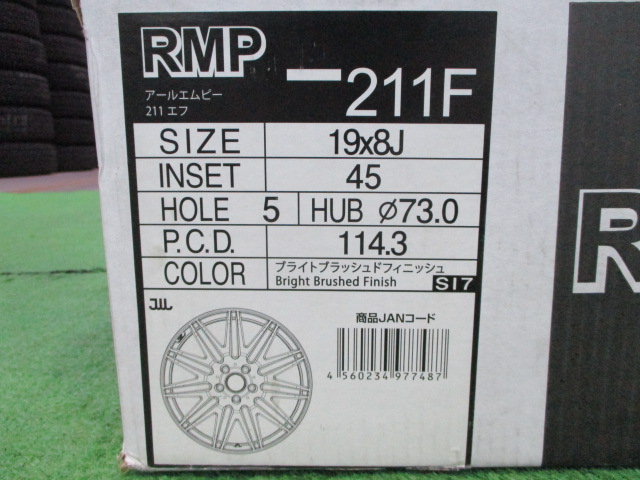 RMP
アールエムピー
211 エフ
-211F
SIZE 19x8J
INSET 45
HOLE 5 HUB ø73.0
P.C.D. 114.3
COLOR ブライトブラッシュドフィニッシュ
Bright Brushed Finish SI7
JWL
商品JANコード
4 560234 977487
R